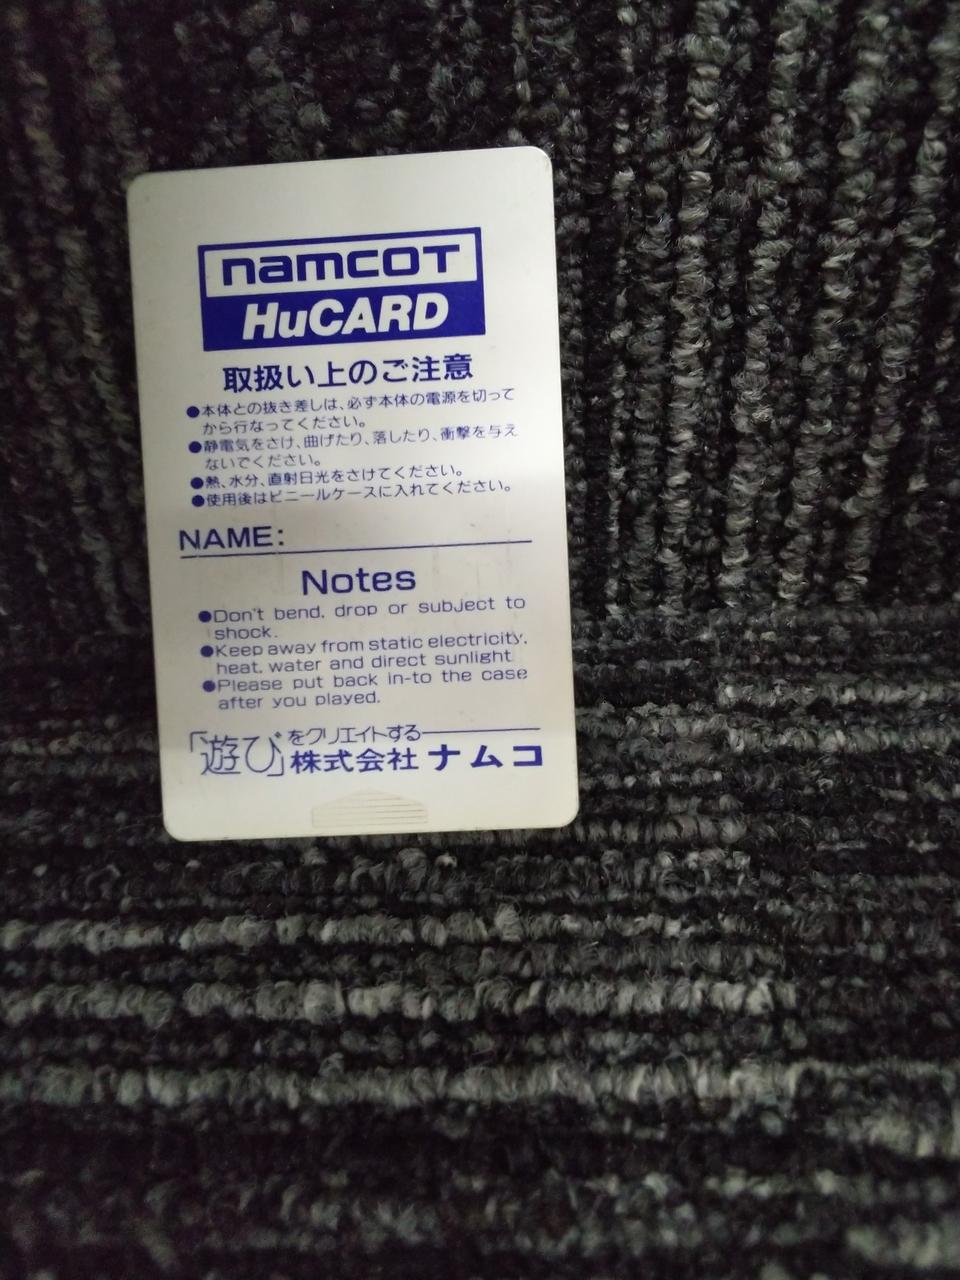 namcoT
HuCARD
取扱い上のご注意
●本体との抜き差しは、必ず本体の電源を切って
から行なってください。
●静電気をさけ、曲げたり、落したり、衝撃を与え
ないでください。
●熱、水分、直射日光をさけてください。
●使用後はビニールケースに入れてください。
NAME:
Notes
●Don't bend, drop or subject to
shock.
●Keep away from static electricity,
heat, water and direct sunlight
●Please put back in-to the case
after you played.
「遊び」をクリエイトする
株式会社ナムコ